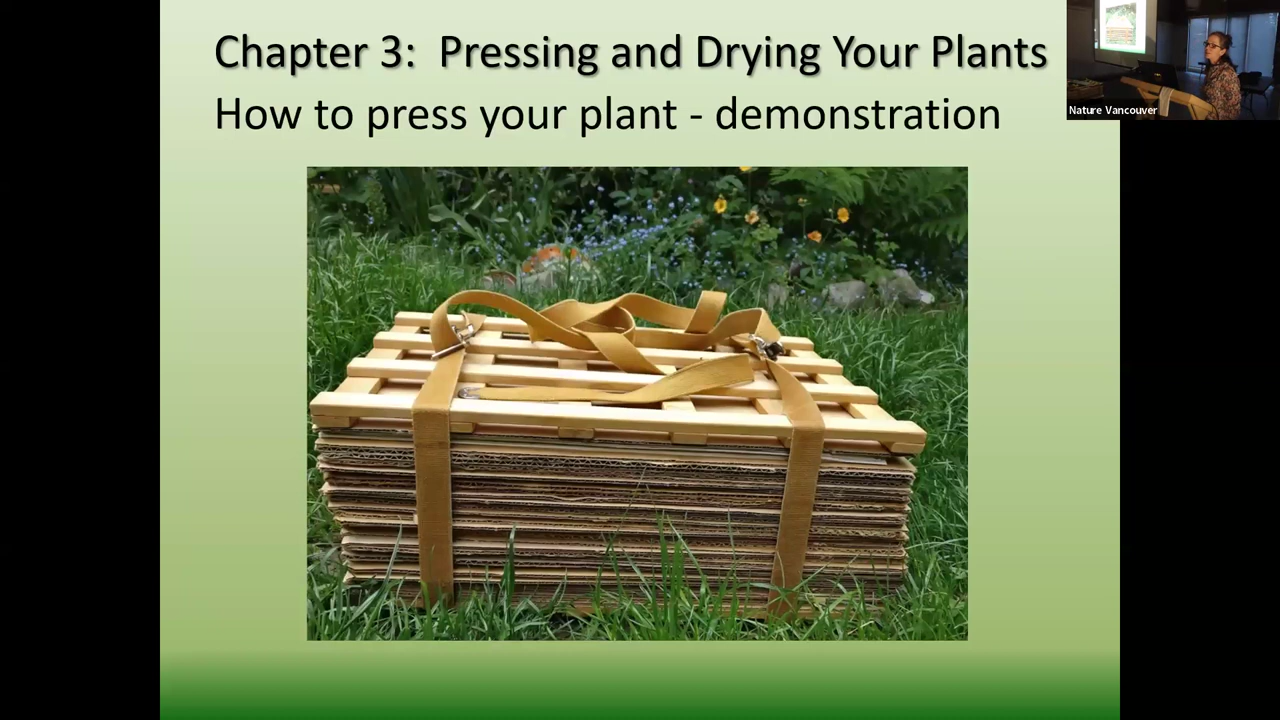 Chapter 3:  Pressing and Drying Your Plants
How to press your plant - demonstration
Nature Vancouver